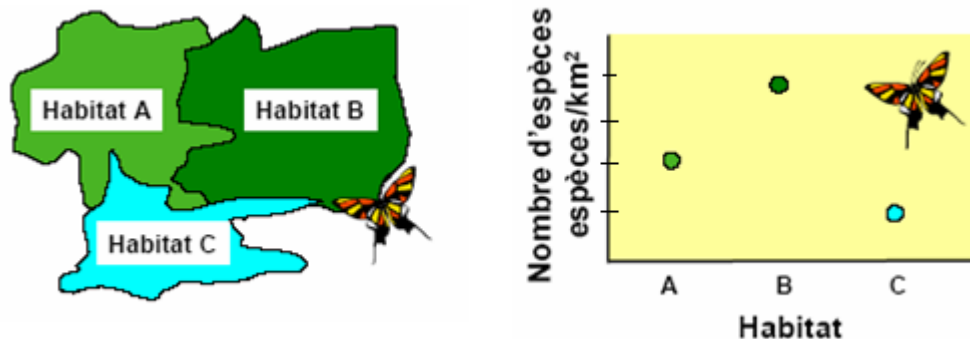 Habitat A
Habitat B
Habitat C
Nombre d'espèces
espèces/km²
A B C
Habitat